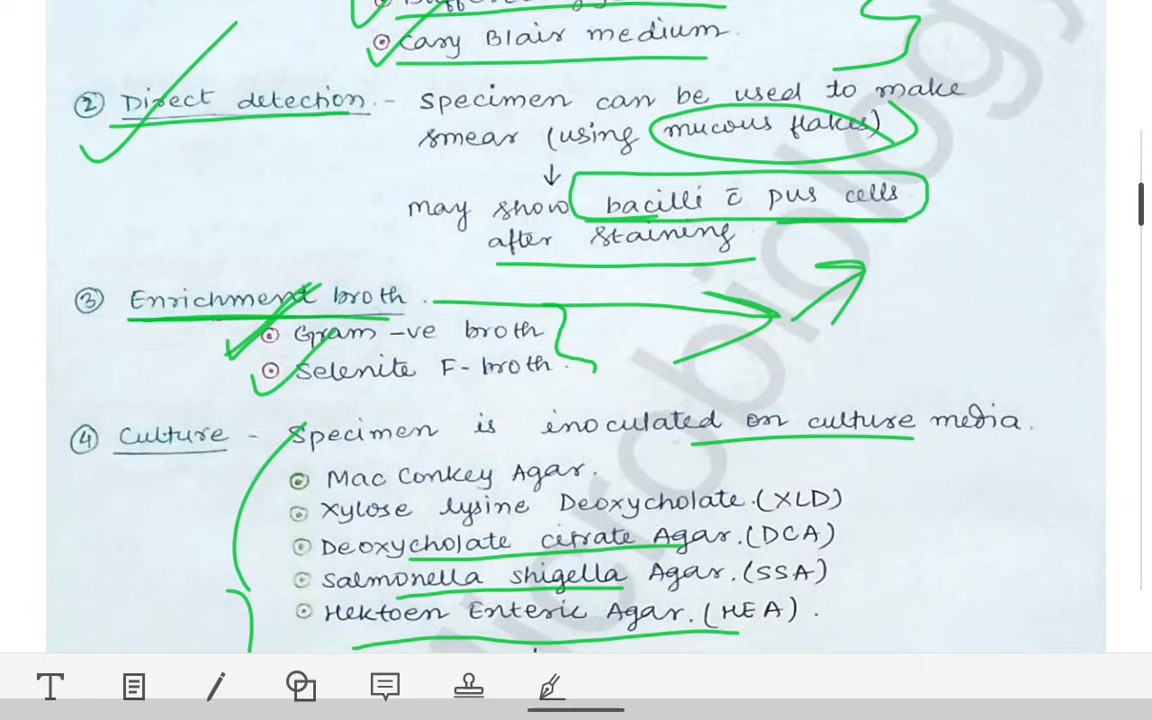 ⊙ Cary Blair medium.
② Direct detection. - Specimen can be used to make
smear (using mucous flakes)
↓
may show bacilli c̄ pus cells
after staining
③ Enrichment broth.
⊙ Gram -ve broth
⊙ Selenite F-broth.
④ Culture - Specimen is inoculated on culture media.
⊙ Mac Conkey Agar.
⊙ Xylose lysine Deoxycholate.(XLD)
⊙ Deoxycholate citrate Agar.(DCA)
⊙ Salmonella shigella Agar.(SSA)
⊙ Hektoen Enteric Agar.(HEA).
microbiology
T